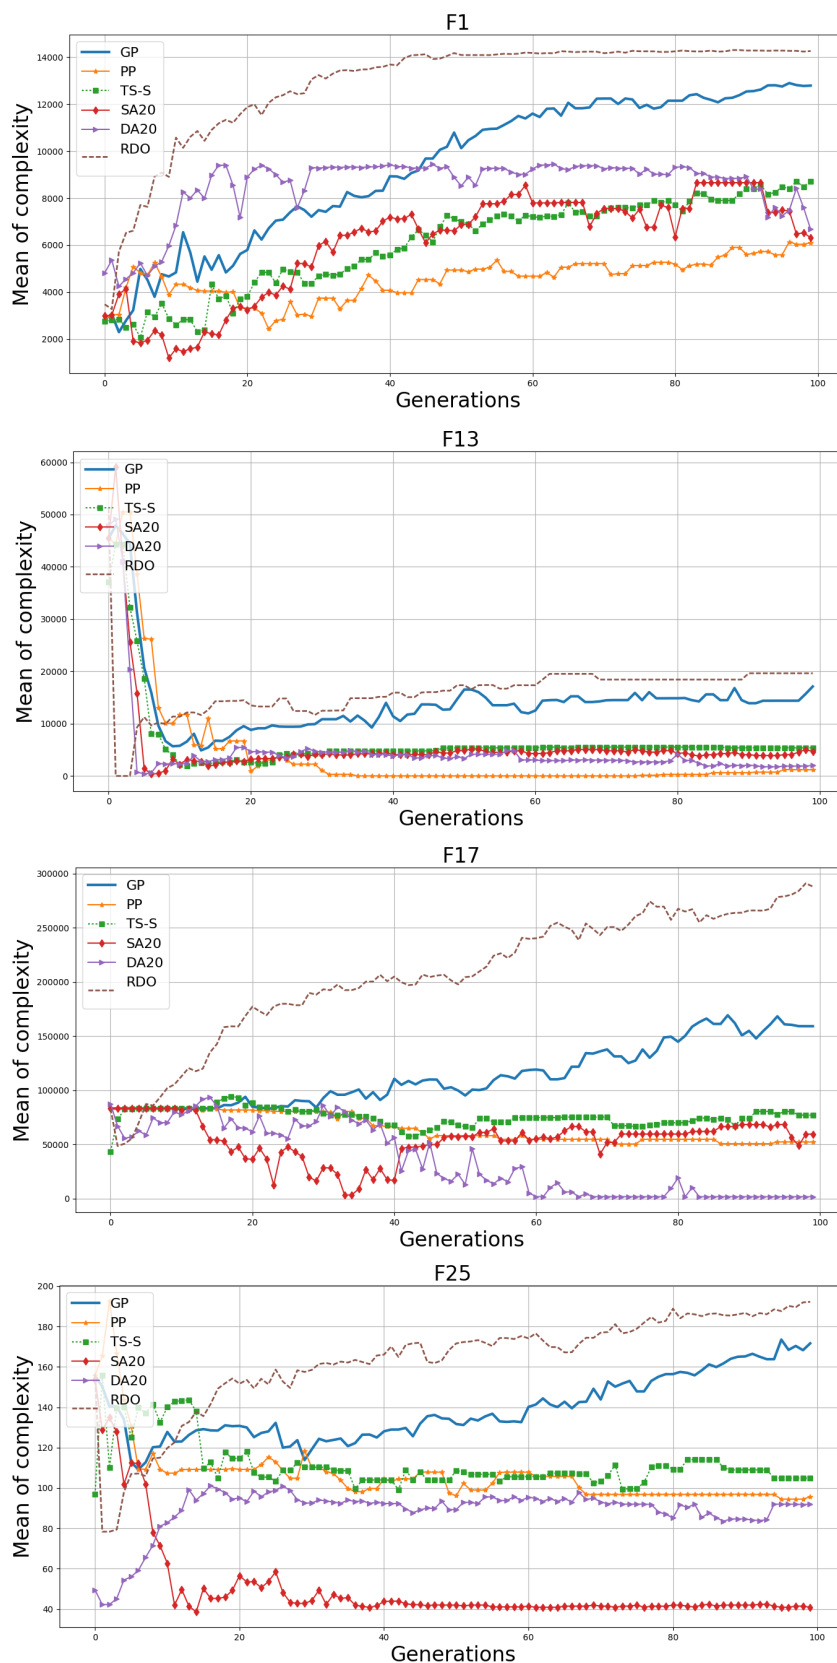 F1
GP
PP
TS-S
SA20
DA20
RDO
14000
12000
10000
8000
6000
4000
2000
Mean of complexity
0 20 40 60 80 100
Generations
F13
GP
PP
TS-S
SA20
DA20
RDO
60000
50000
40000
30000
20000
10000
0
Mean of complexity
0 20 40 60 80 100
Generations
F17
GP
PP
TS-S
SA20
DA20
RDO
300000
250000
200000
150000
100000
50000
0
Mean of complexity
0 20 40 60 80 100
Generations
F25
GP
PP
TS-S
SA20
DA20
RDO
200
180
160
140
120
100
80
60
40
Mean of complexity
0 20 40 60 80 100
Generations